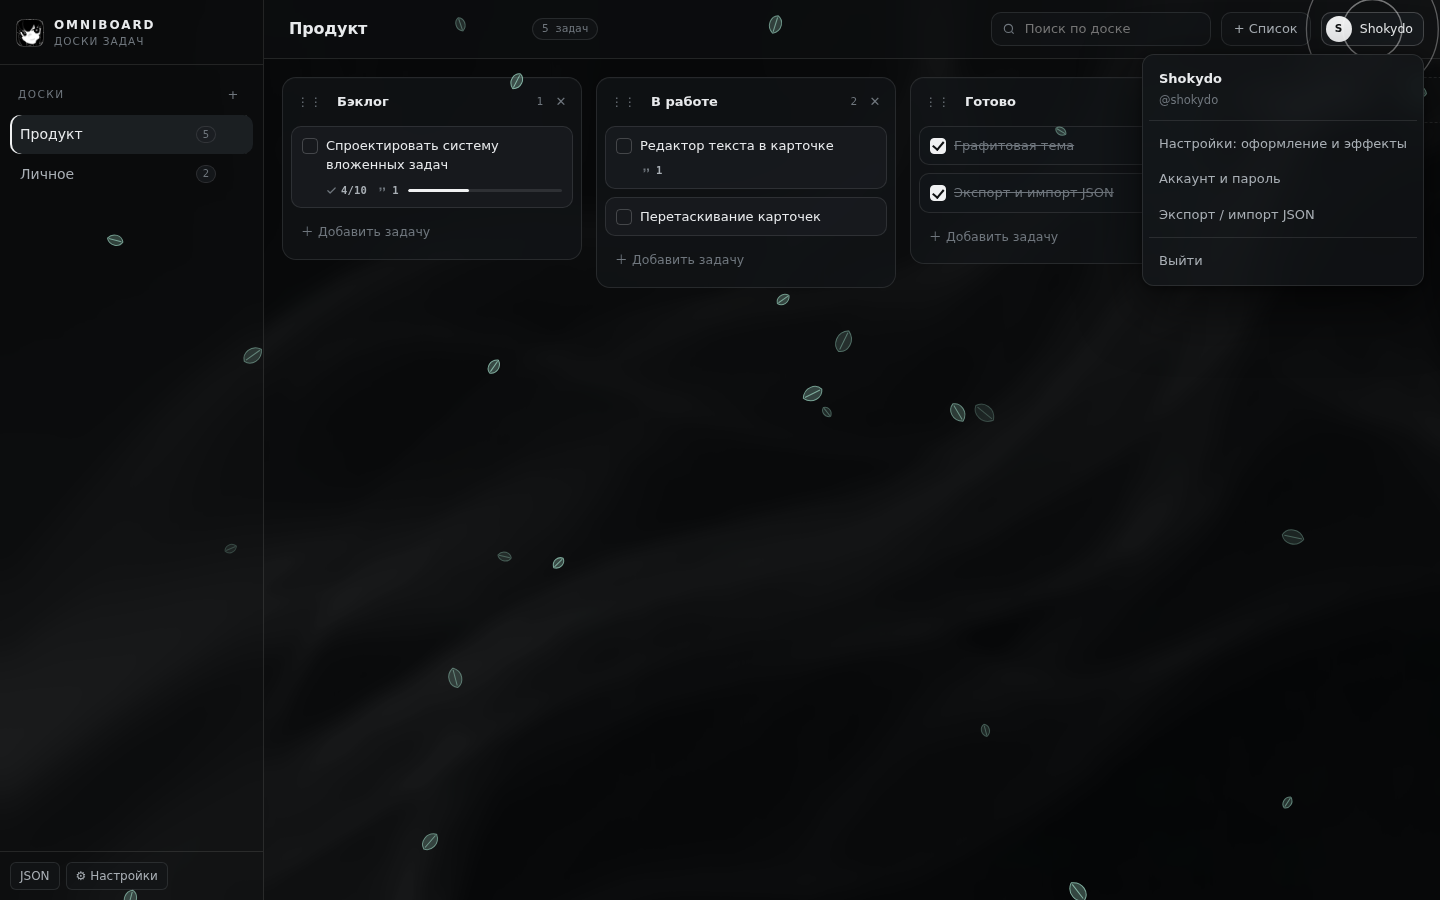 OMNIBOARD
ДОСКИ ЗАДАЧ
ДОСКИ
+
Продукт
5
Личное
2
JSON
⚙ Настройки
Продукт
5 задач
Поиск по доске
+ Список
S
Shokydo
Бэклог
1 ✕
Спроектировать систему
вложенных задач
4/10 1
+ Добавить задачу
В работе
2 ✕
Редактор текста в карточке
1
Перетаскивание карточек
+ Добавить задачу
Готово
Графитовая тема
Экспорт и импорт JSON
+ Добавить задачу
Shokydo
@shokydo
Настройки: оформление и эффекты
Аккаунт и пароль
Экспорт / импорт JSON
Выйти